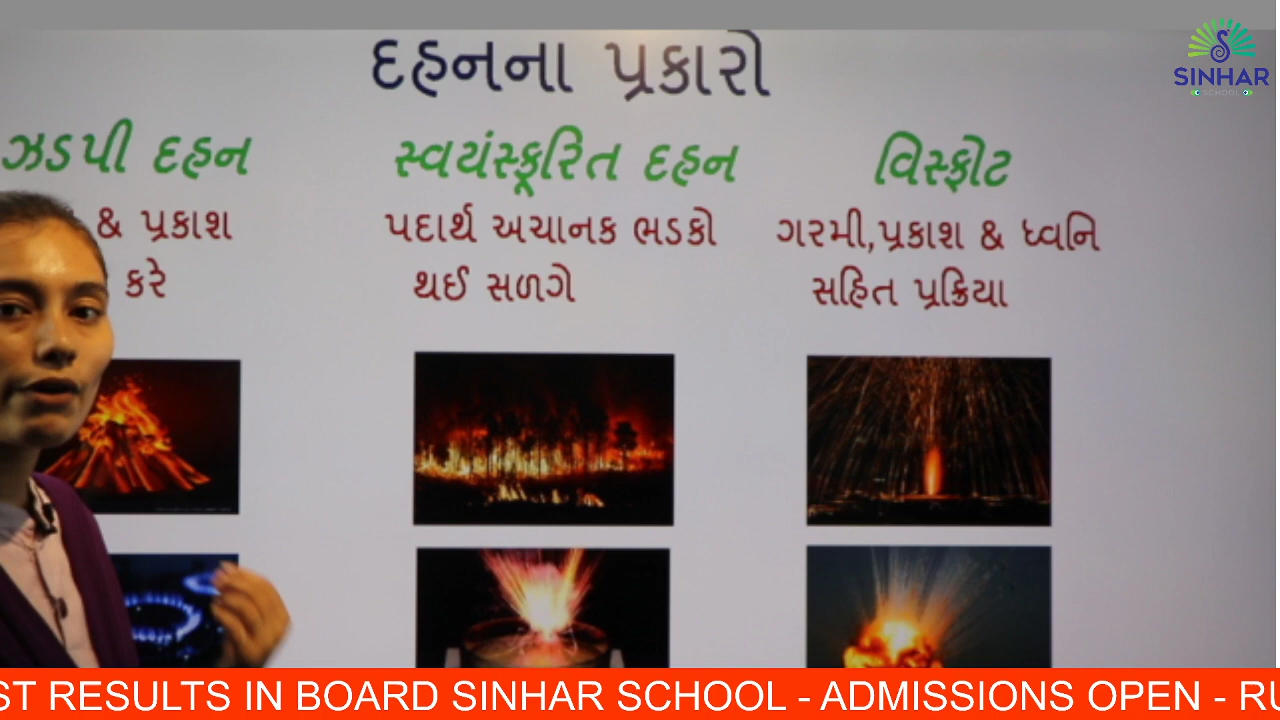 દહનના પ્રકારો
SINHAR
SCHOOL
ઝડપી દહન
સ્વયંસ્ફૂરિત દહન
વિસ્ફોટ
& પ્રકાશ
કરે
પદાર્થ અચાનક ભડકો
થઈ સળગે
ગરમી,પ્રકાશ & ધ્વનિ
સહિત પ્રક્રિયા
ST RESULTS IN BOARD SINHAR SCHOOL - ADMISSIONS OPEN - RU